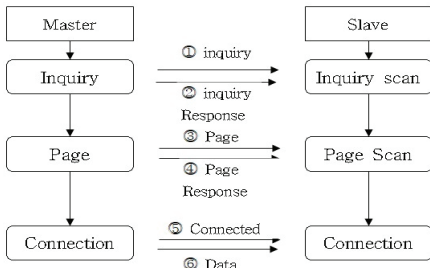 Master
Slave
① inquiry
Inquiry
Inquiry scan
② inquiry
Response
③ Page
Page
Page Scan
④ Page
Response
⑤ Connected
Connection
Connection
⑥ Data